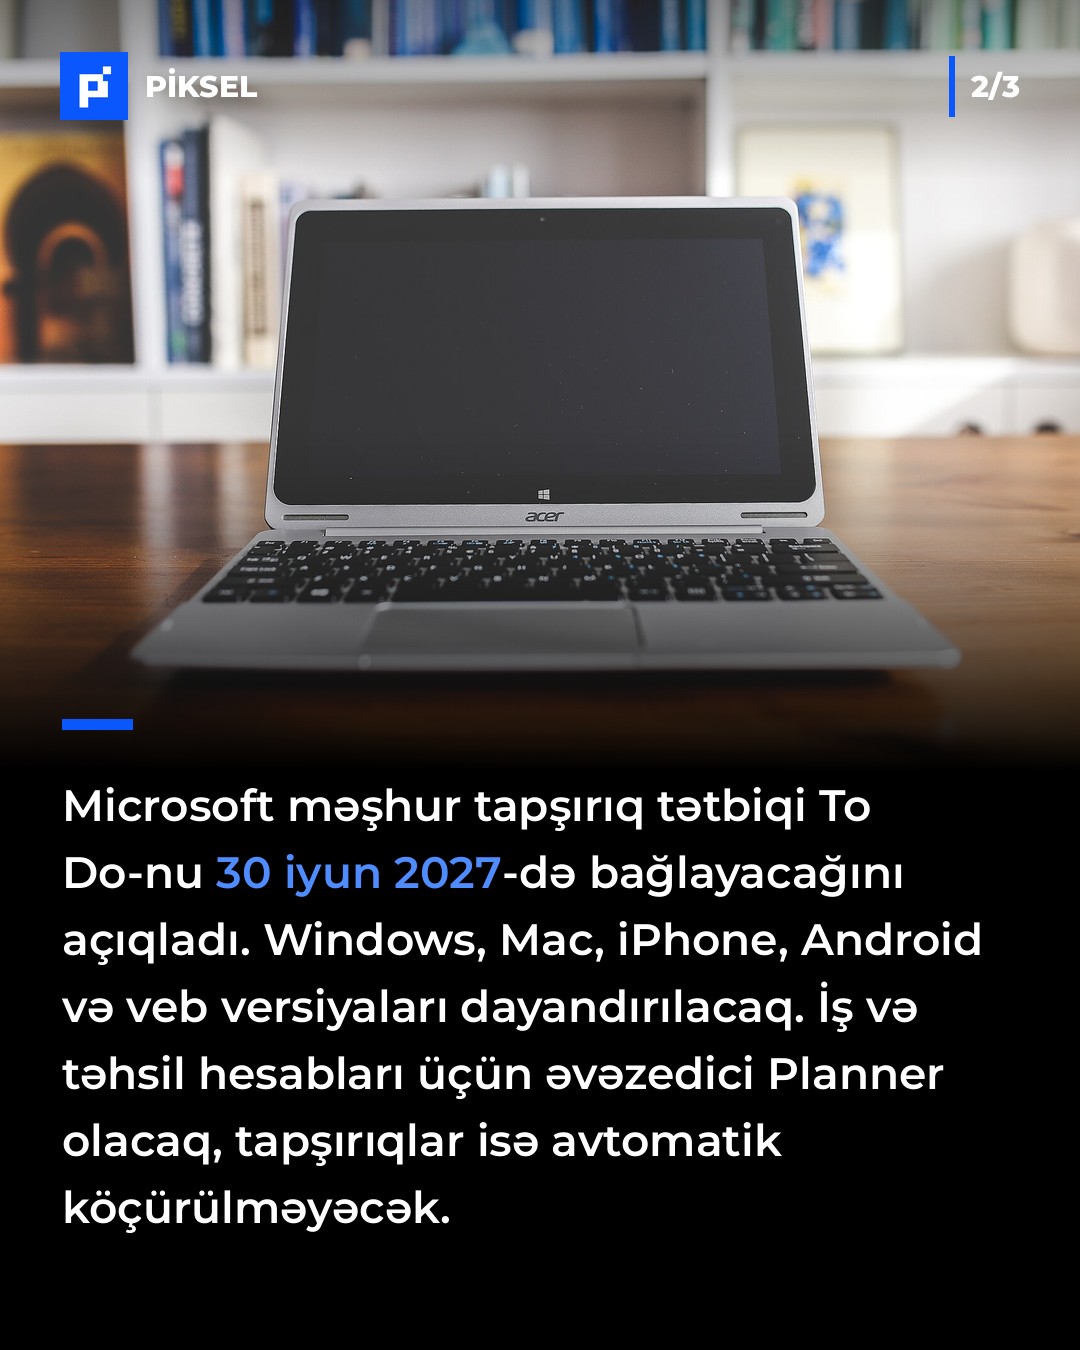 PİKSEL
2/3
acer
Microsoft məşhur tapşırıq tətbiqi To
Do-nu 30 iyun 2027-də bağlayacağını
açıqladı. Windows, Mac, iPhone, Android
və veb versiyaları dayandırılacaq. İş və
təhsil hesabları üçün əvəzedici Planner
olacaq, tapşırıqlar isə avtomatik
köçürülməyəcək.